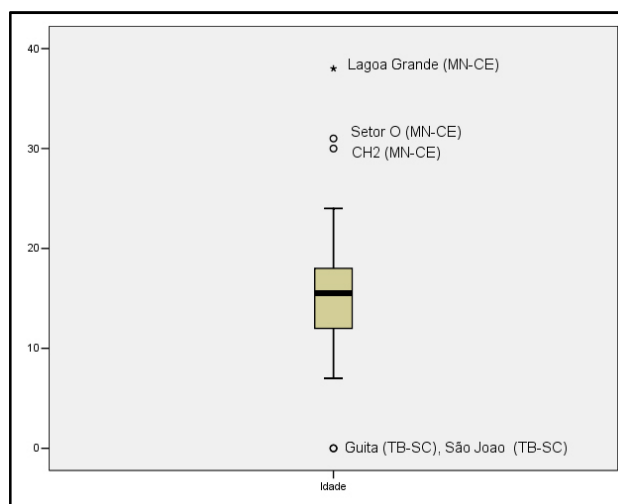 40
Lagoa Grande (MN-CE)
Setor O (MN-CE)
30
CH2 (MN-CE)
20
10
0
Guita (TB-SC), São Joao (TB-SC)
Idade